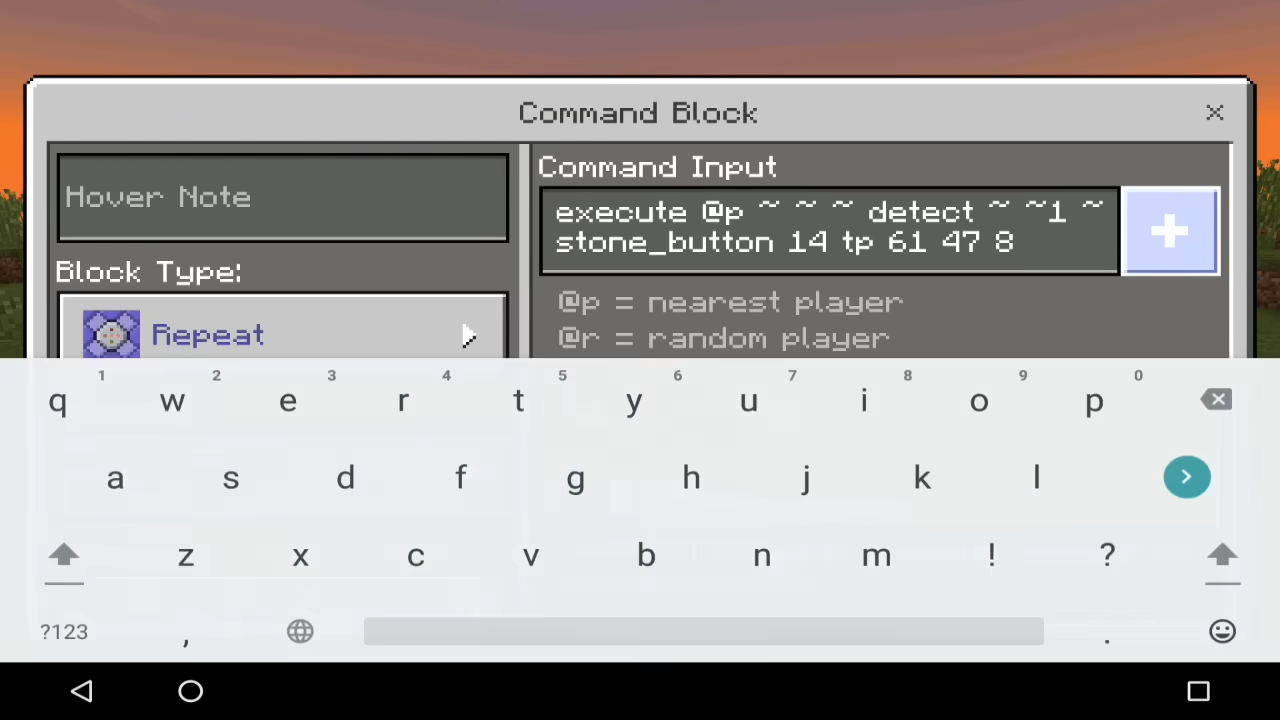 Command Block
Hover Note
Command Input
execute @p ~ ~ ~ detect ~ ~1 ~
stone_button 14 tp 61 47 8
Block Type:
@p = nearest player
Repeat
@r = random player
1 2 3 4 5 6 7 8 9 0
q w e r t y u i o p
a s d f g h j k l
z x c v b n m ! ?
?123 , .